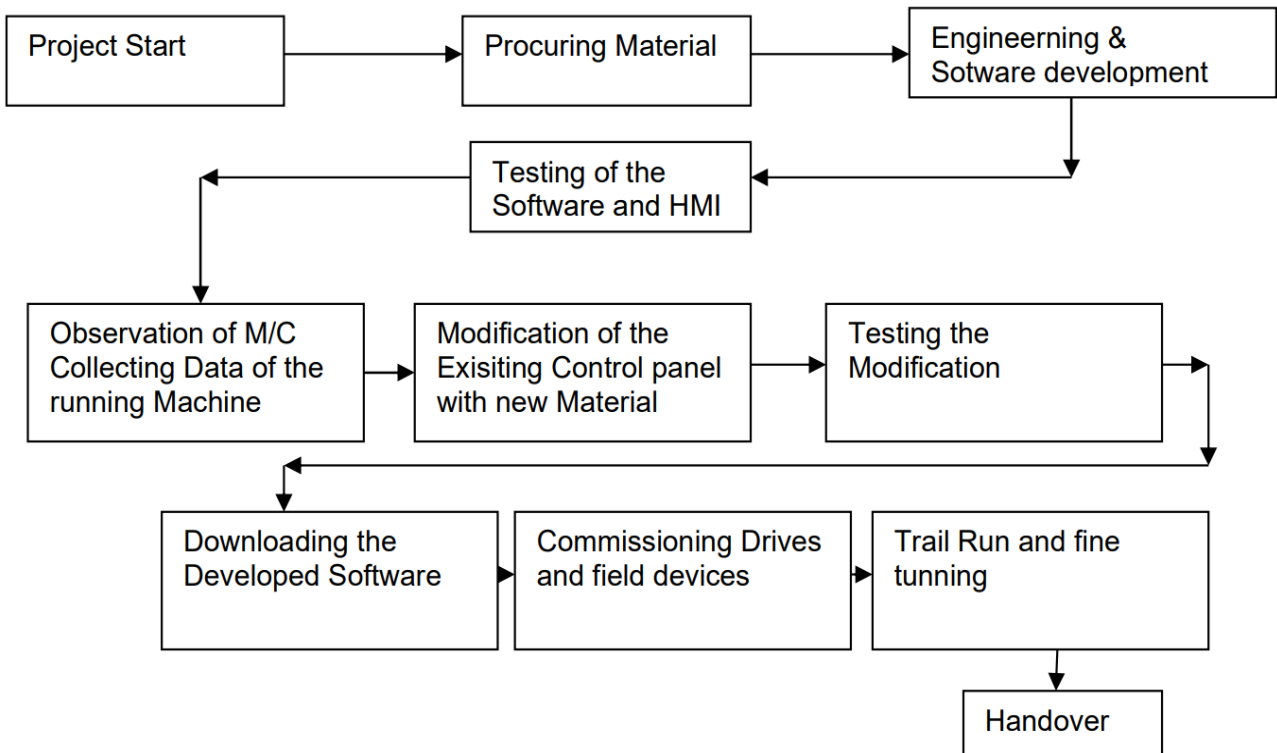 Project Start
Procuring Material
Engineerning &
Sotware development
Testing of the
Software and HMI
Observation of M/C
Collecting Data of the
running Machine
Modification of the
Exisiting Control panel
with new Material
Testing the
Modification
Downloading the
Developed Software
Commissioning Drives
and field devices
Trail Run and fine
tunning
Handover